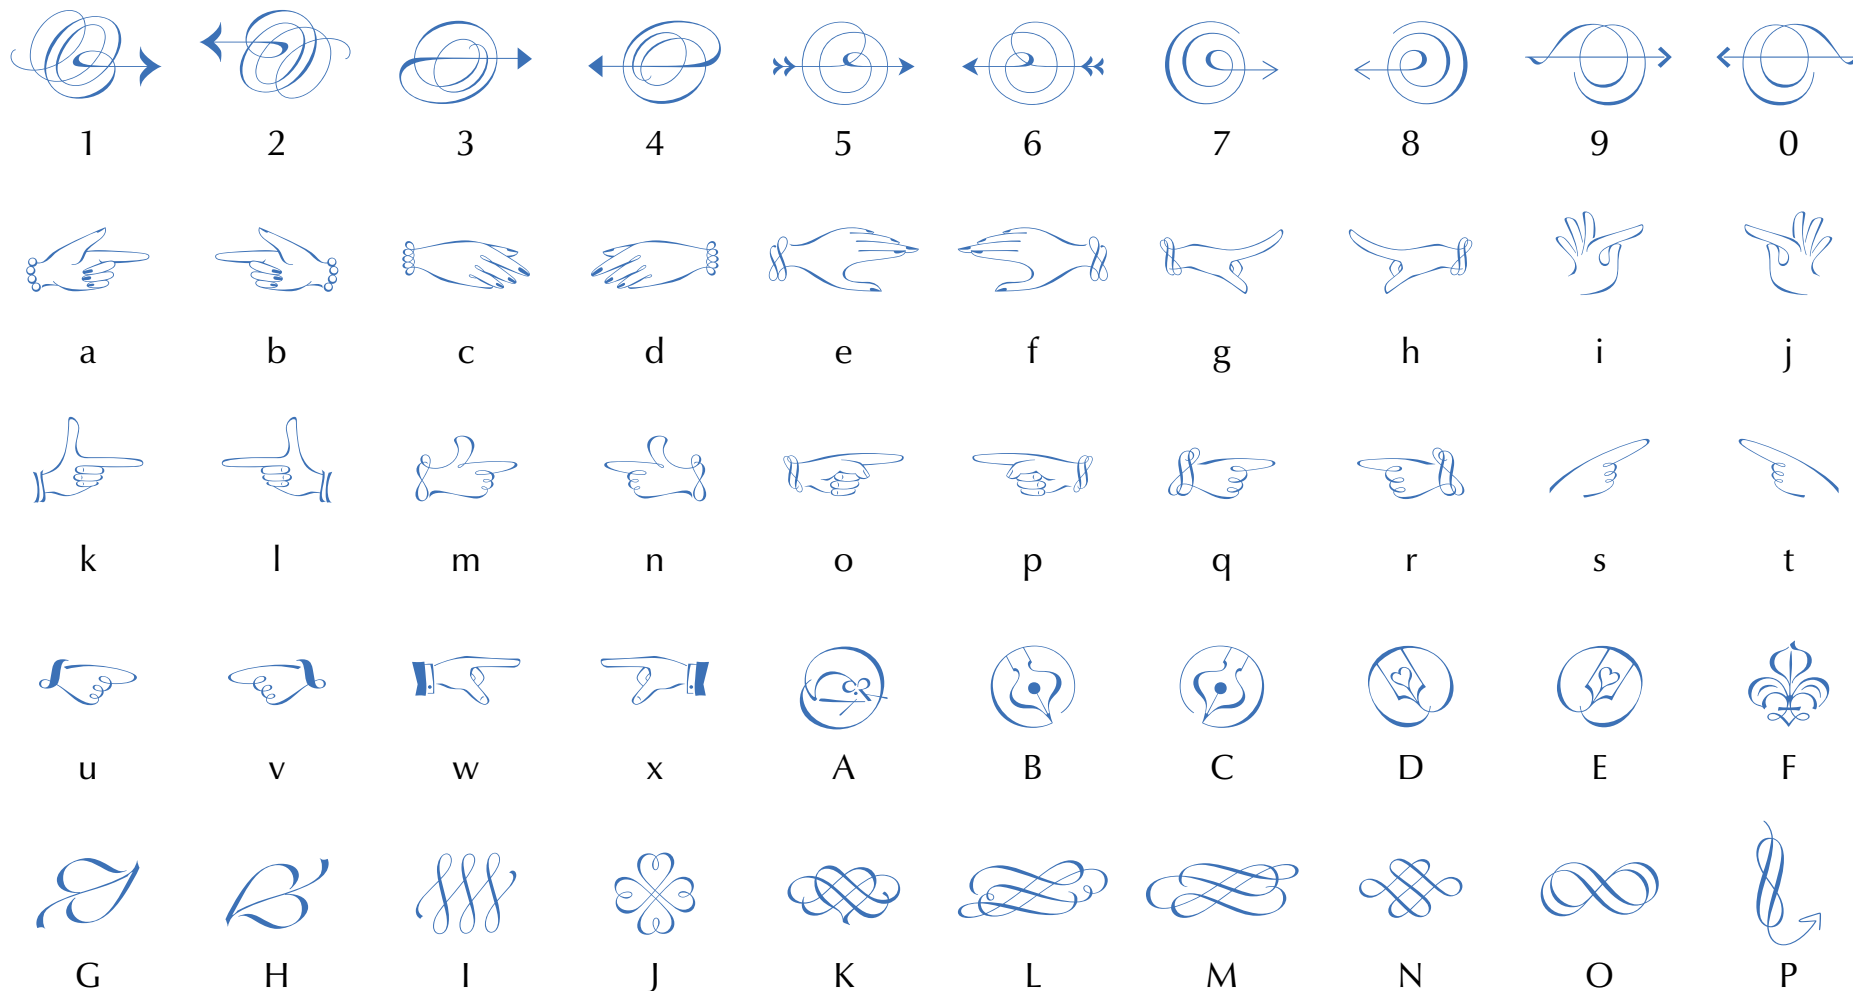 1 2 3 4 5 6 7 8 9 0
a b c d e f g h i j
k l m n o p q r s t
u v w x A B C D E F
G H I J K L M N O P